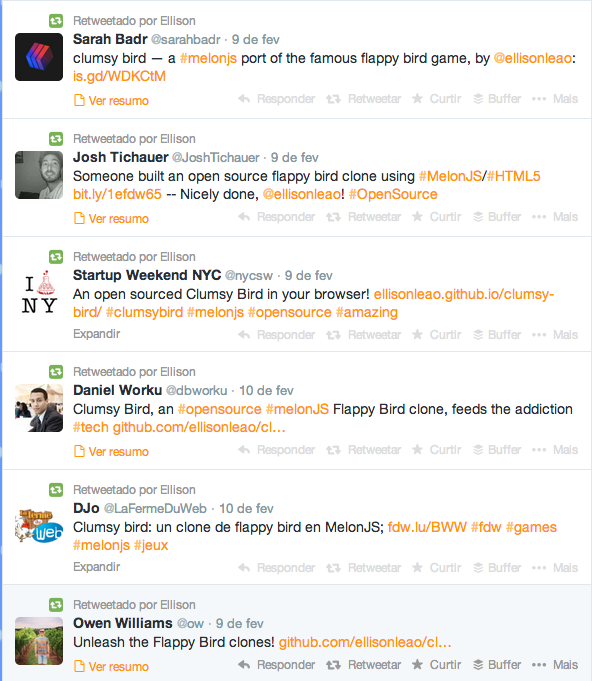 Retweetado por Ellison
Sarah Badr @sarahbadr · 9 de fev
clumsy bird — a #melonjs port of the famous flappy bird game, by @ellisonleao:
is.gd/WDKCtM
Ver resumo Responder Retweetar Curtir Buffer Mais
Retweetado por Ellison
Josh Tichauer @JoshTichauer · 9 de fev
Someone built an open source flappy bird clone using #MelonJS/#HTML5
bit.ly/1efdw65 -- Nicely done, @ellisonleao! #OpenSource
Ver resumo Responder Retweetar Curtir Buffer Mais
Retweetado por Ellison
I NY
Startup Weekend NYC @nycsw · 9 de fev
An open sourced Clumsy Bird in your browser! ellisonleao.github.io/clumsy-
bird/ #clumsybird #melonjs #opensource #amazing
Expandir Responder Retweetar Curtir Buffer Mais
Retweetado por Ellison
Daniel Worku @dbworku · 10 de fev
Clumsy Bird, an #opensource #melonJS Flappy Bird clone, feeds the addiction
#tech github.com/ellisonleao/cl…
Ver resumo Responder Retweetar Curtir Buffer Mais
Retweetado por Ellison
la ferme du Web
DJo @LaFermeDuWeb · 10 de fev
Clumsy bird: un clone de flappy bird en MelonJS; fdw.lu/BWW #fdw #games
#melonjs #jeux
Expandir Responder Retweetar Curtir Buffer Mais
Retweetado por Ellison
Owen Williams @ow · 9 de fev
Unleash the Flappy Bird clones! github.com/ellisonleao/cl…
Ver resumo Responder Retweetar Curtir Buffer Mais